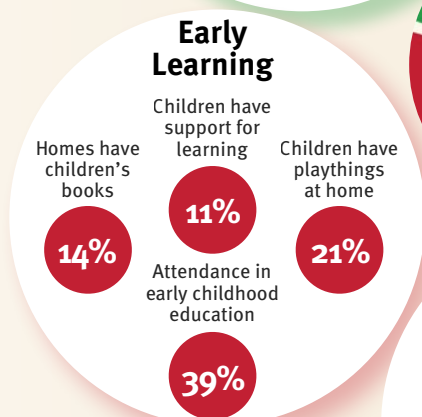 Early
Learning
Children have
support for
learning
11%
Homes have
children's
books
14%
Children have
playthings
at home
21%
Attendance in
early childhood
education
39%